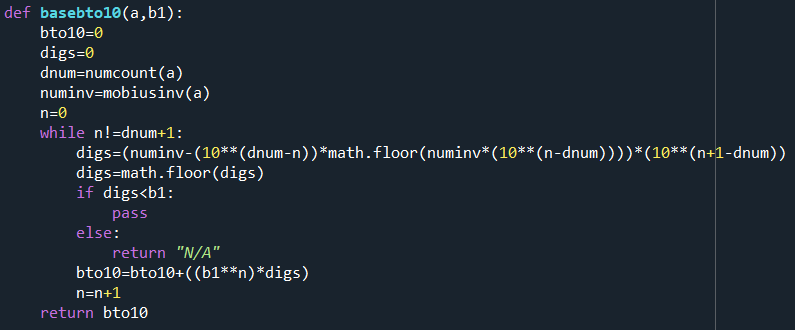 def basebto10(a,b1):
    bto10=0
    digs=0
    dnum=numcount(a)
    numinv=mobiusinv(a)
    n=0
    while n!=dnum+1:
        digs=(numinv-(10**(dnum-n))*math.floor(numinv*(10**(n-dnum))))*(10**(n+1-dnum))
        digs=math.floor(digs)
        if digs<b1:
            pass
        else:
            return "N/A"
        bto10=bto10+((b1**n)*digs)
        n=n+1
    return bto10